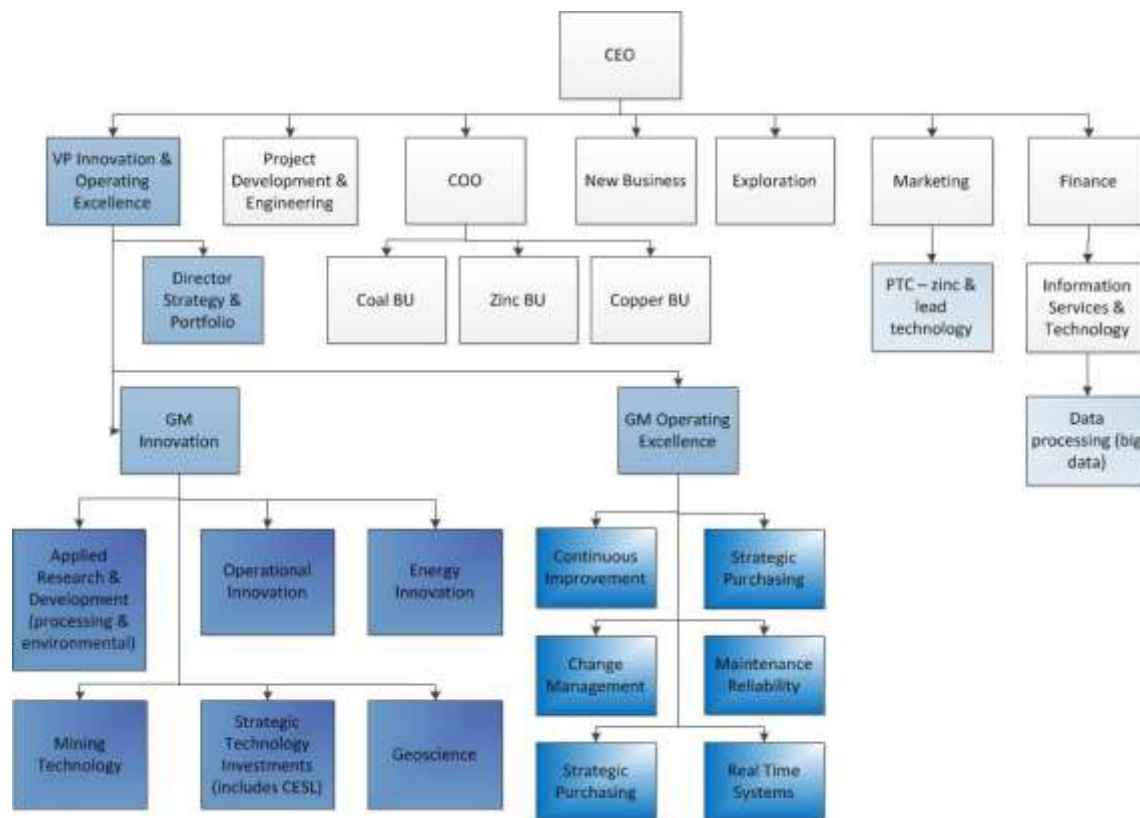 CEO
VP Innovation &
Operating
Excellence
Project
Development &
Engineering
COO
New Business
Exploration
Marketing
Finance
Director
Strategy &
Portfolio
Coal BU
Zinc BU
Copper BU
PTC – zinc &
lead
technology
Information
Services &
Technology
GM
Innovation
GM Operating
Excellence
Data
processing (big
data)
Applied
Research &
Development
(processing &
environmental)
Operational
Innovation
Energy
Innovation
Continuous
Improvement
Strategic
Purchasing
Change
Management
Maintenance
Reliability
Mining
Technology
Strategic
Technology
Investments
(includes CESL)
Geoscience
Strategic
Purchasing
Real Time
Systems